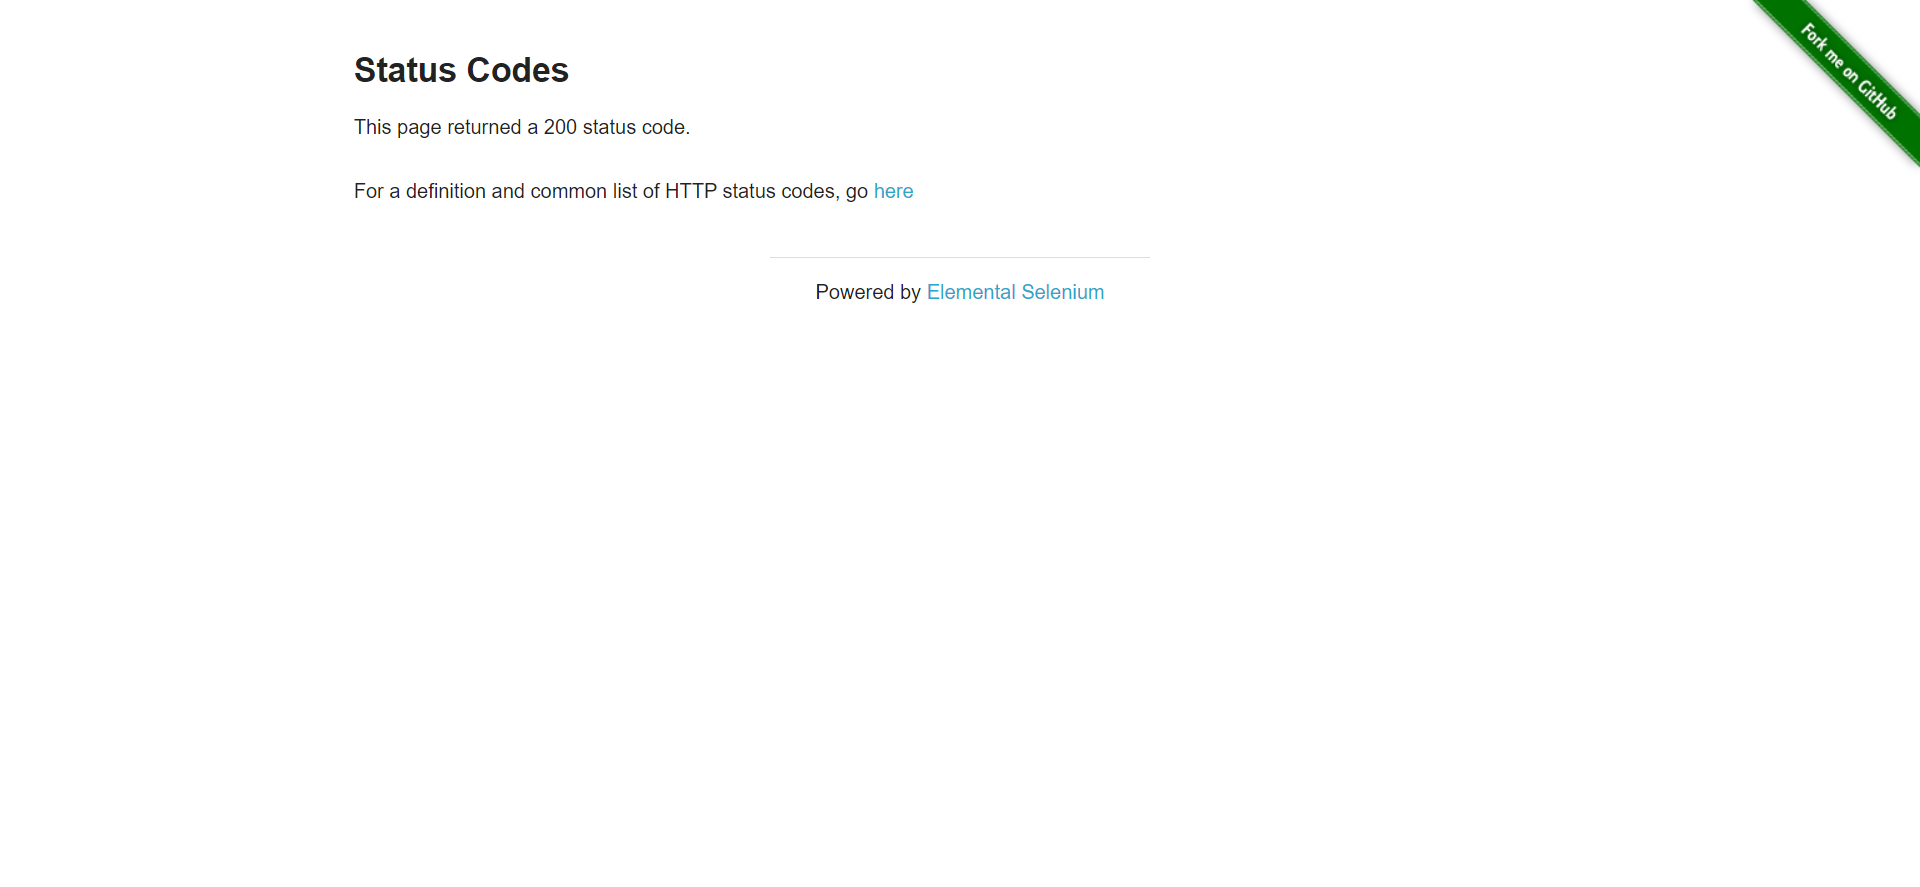 Status Codes
This page returned a 200 status code.
For a definition and common list of HTTP status codes, go here
Powered by Elemental Selenium
Fork me on GitHub